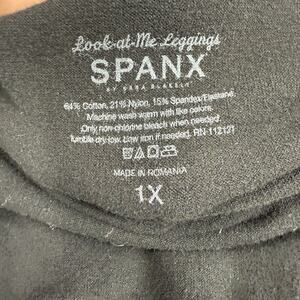 Look-at-Me Leggings
SPANX
BY SARA BLAKELY
64% Cotton, 21% Nylon, 15% Spandex/Elastane.
Machine wash warm with like colors.
Only non-chlorine bleach when needed.
Tumble dry low. Low iron if needed. RN 112121
MADE IN ROMANIA
1X